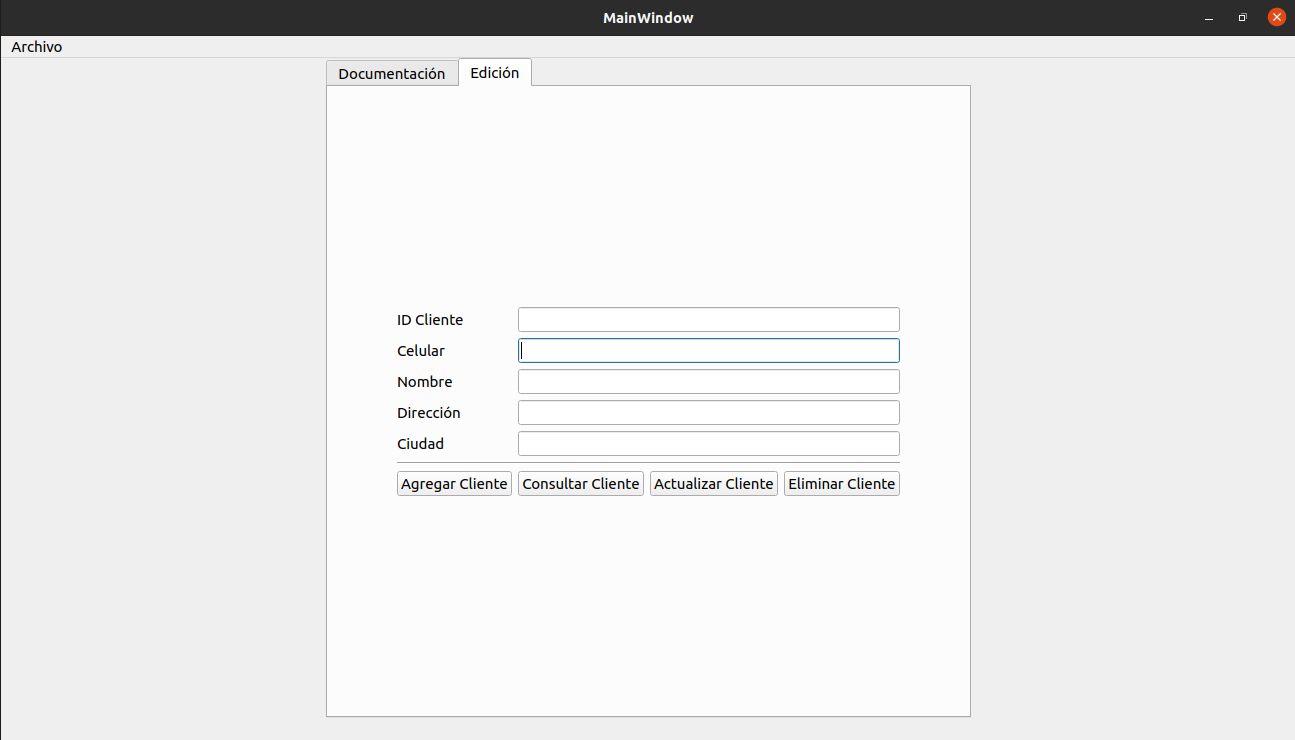 MainWindow
Archivo
Documentación Edición
ID Cliente
Celular
Nombre
Dirección
Ciudad
Agregar Cliente Consultar Cliente Actualizar Cliente Eliminar Cliente